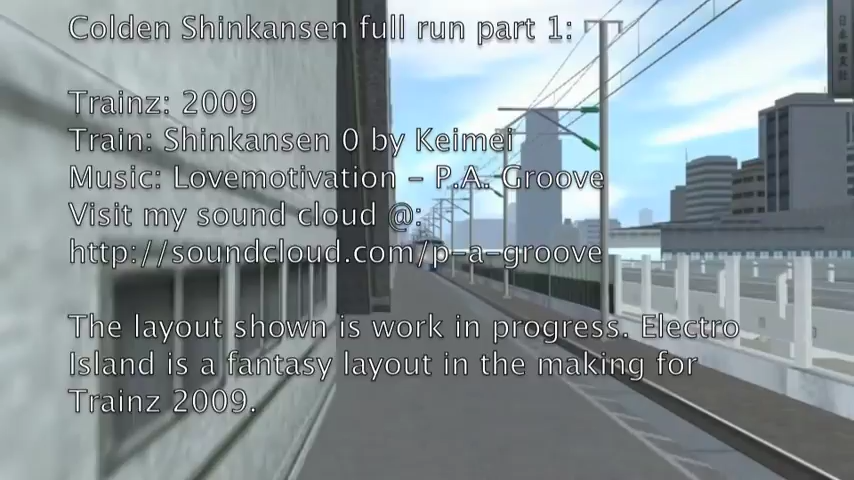 Colden Shinkansen full run part 1:
Trainz: 2009
Train: Shinkansen 0 by Keimei
Music: Lovemotivation - P.A. Groove
Visit my sound cloud @:
http://soundcloud.com/p-a-groove
The layout shown is work in progress. Electro
Island is a fantasy layout in the making for
Trainz 2009.